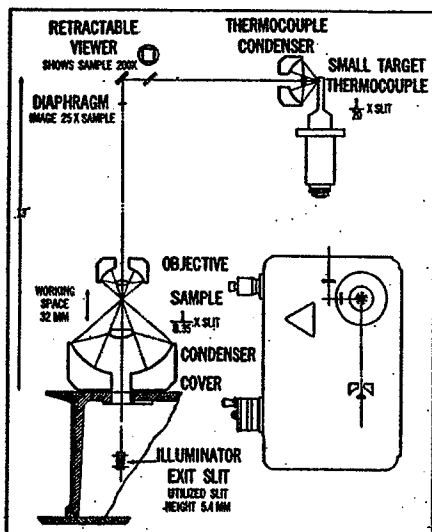 RETRACTABLE
VIEWER
SHOWS SAMPLE 200X
THERMOCOUPLE
CONDENSER
SMALL TARGET
THERMOCOUPLE
1/20 X SLIT
DIAPHRAGM
IMAGE 25 X SAMPLE
13"
OBJECTIVE
WORKING
SPACE
32 MM
SAMPLE
1/8.35 X SLIT
CONDENSER
COVER
ILLUMINATOR
EXIT SLIT
UTILIZED SLIT
-HEIGHT 5.4 MM